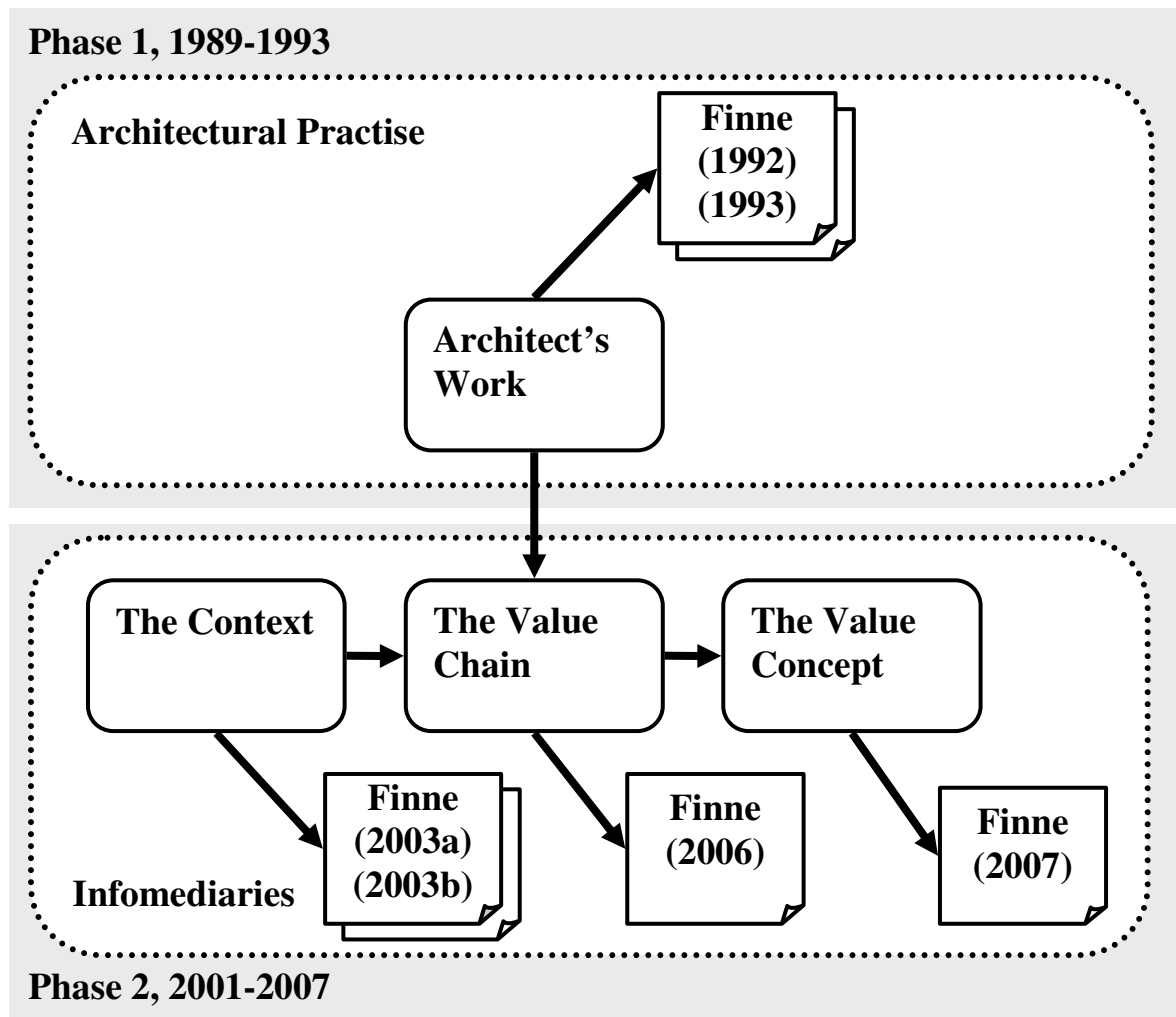 Phase 1, 1989-1993
Architectural Practise
Finne
(1992)
(1993)
Architect’s
Work
The Context
The Value
Chain
The Value
Concept
Finne
(2003a)
(2003b)
Finne
(2006)
Finne
(2007)
Infomediaries
Phase 2, 2001-2007